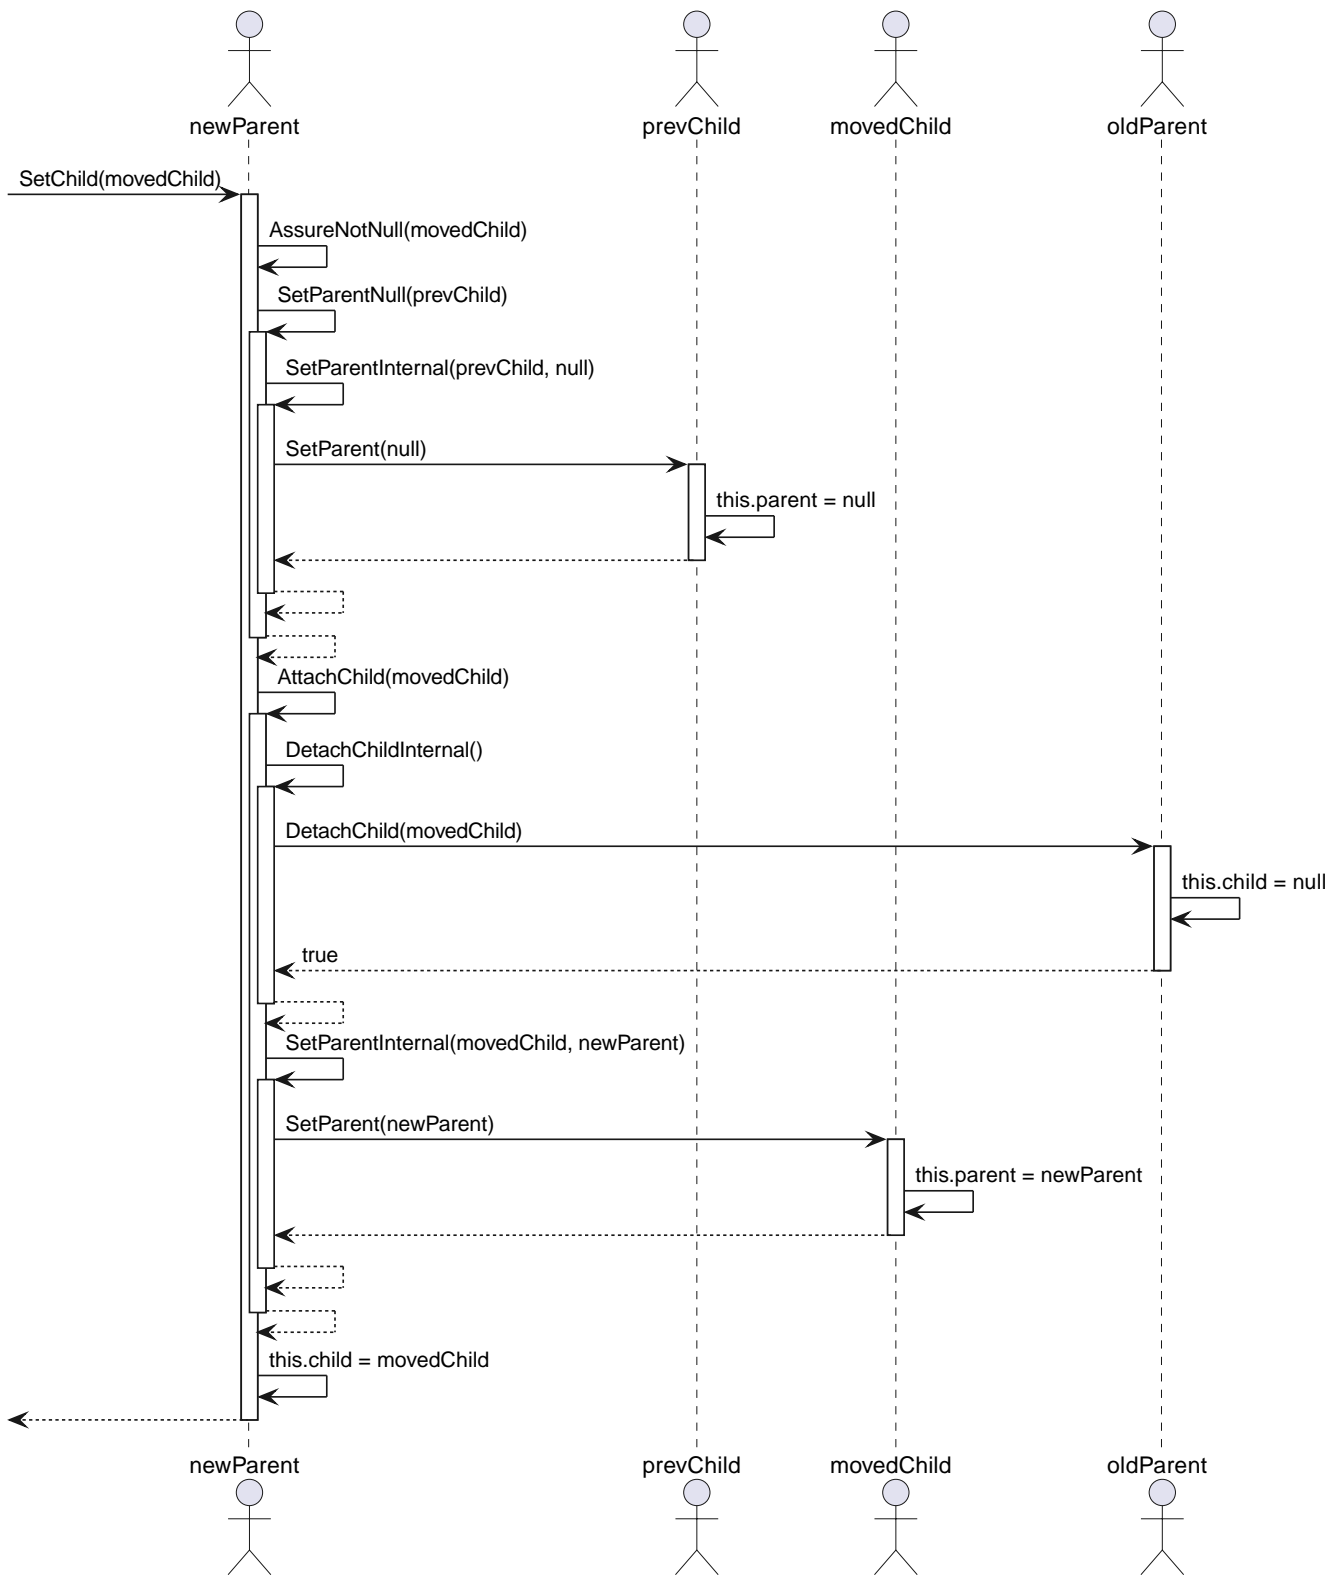 newParent
prevChild
movedChild
oldParent
SetChild(movedChild)
AssureNotNull(movedChild)
SetParentNull(prevChild)
SetParentInternal(prevChild, null)
SetParent(null)
this.parent = null
AttachChild(movedChild)
DetachChildInternal()
DetachChild(movedChild)
this.child = null
true
SetParentInternal(movedChild, newParent)
SetParent(newParent)
this.parent = newParent
this.child = movedChild
newParent
prevChild
movedChild
oldParent